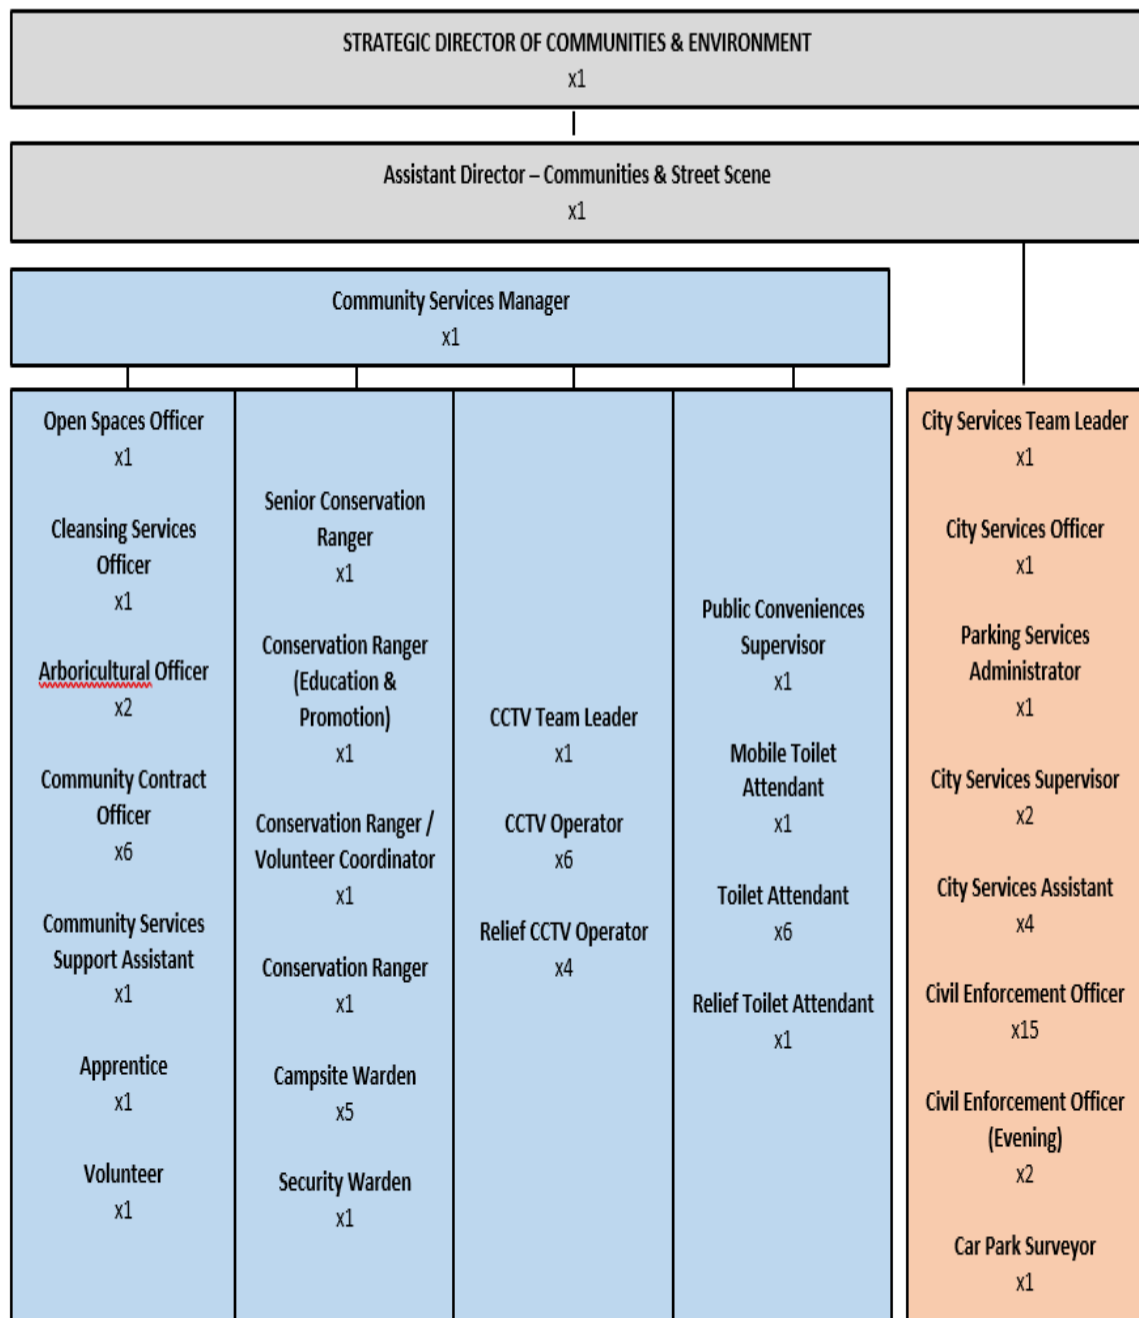 STRATEGIC DIRECTOR OF COMMUNITIES & ENVIRONMENT
x1
Assistant Director – Communities & Street Scene
x1
Community Services Manager
x1
Open Spaces Officer
x1
Cleansing Services
Officer
x1
Arboricultural Officer
x2
Community Contract
Officer
x6
Community Services
Support Assistant
x1
Apprentice
x1
Volunteer
x1
Senior Conservation
Ranger
x1
Conservation Ranger
(Education &
Promotion)
x1
Conservation Ranger /
Volunteer Coordinator
x1
Conservation Ranger
x1
Campsite Warden
x5
Security Warden
x1
CCTV Team Leader
x1
CCTV Operator
x6
Relief CCTV Operator
x4
Public Conveniences
Supervisor
x1
Mobile Toilet
Attendant
x1
Toilet Attendant
x6
Relief Toilet Attendant
x1
City Services Team Leader
x1
City Services Officer
x1
Parking Services
Administrator
x1
City Services Supervisor
x2
City Services Assistant
x4
Civil Enforcement Officer
x15
Civil Enforcement Officer
(Evening)
x2
Car Park Surveyor
x1